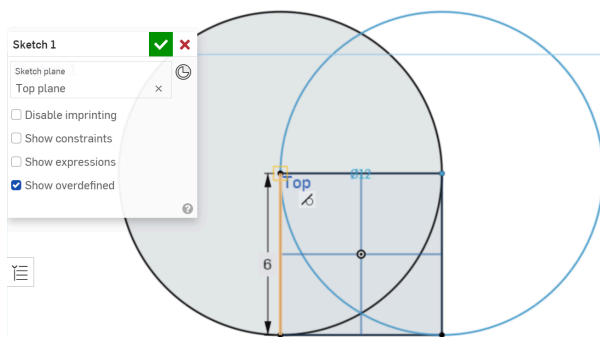 Sketch 1
Sketch plane
Top plane
Disable imprinting
Show constraints
Show expressions
Show overdefined
Ø12
Top
6